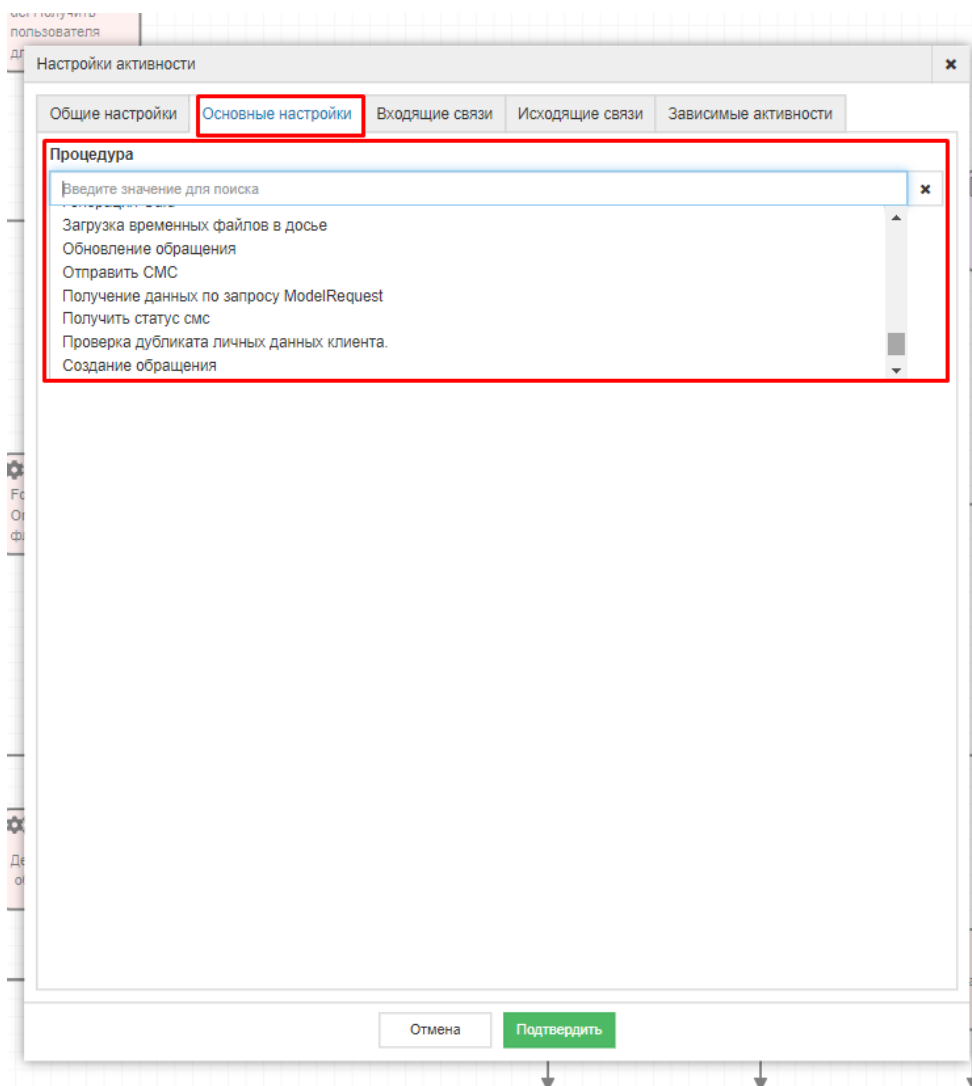 пользователя
Настройки активности
Общие настройки Основные настройки Входящие связи Исходящие связи Зависимые активности
Процедура
Введите значение для поиска
Загрузка временных файлов в досье
Обновление обращения
Отправить СМС
Получение данных по запросу ModelRequest
Получить статус смс
Проверка дубликата личных данных клиента.
Создание обращения
Отмена Подтвердить